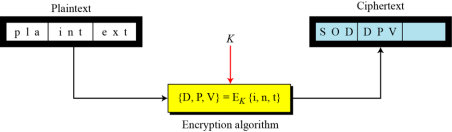 Plaintext
Ciphertext
p l a i n t e x t
K
S O D D P V
{D, P, V} = E_K {i, n, t}
Encryption algorithm